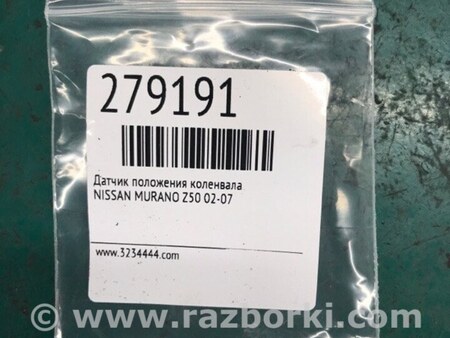 279191
Датчик положения коленвала
NISSAN MURANO Z50 02-07
www.3234444.com
© www.razborki.com